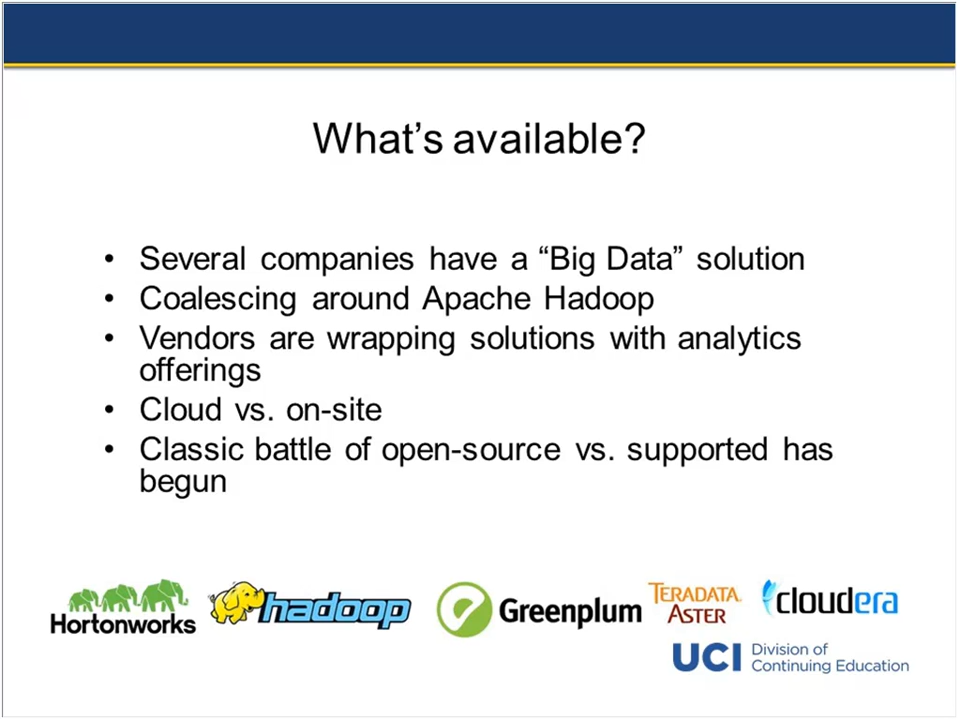 What’s available?
• Several companies have a “Big Data” solution
• Coalescing around Apache Hadoop
• Vendors are wrapping solutions with analytics
offerings
• Cloud vs. on-site
• Classic battle of open-source vs. supported has
begun
Hortonworks
hadoop
Greenplum
TERADATA
ASTER
cloudera
UCI
Division of
Continuing Education